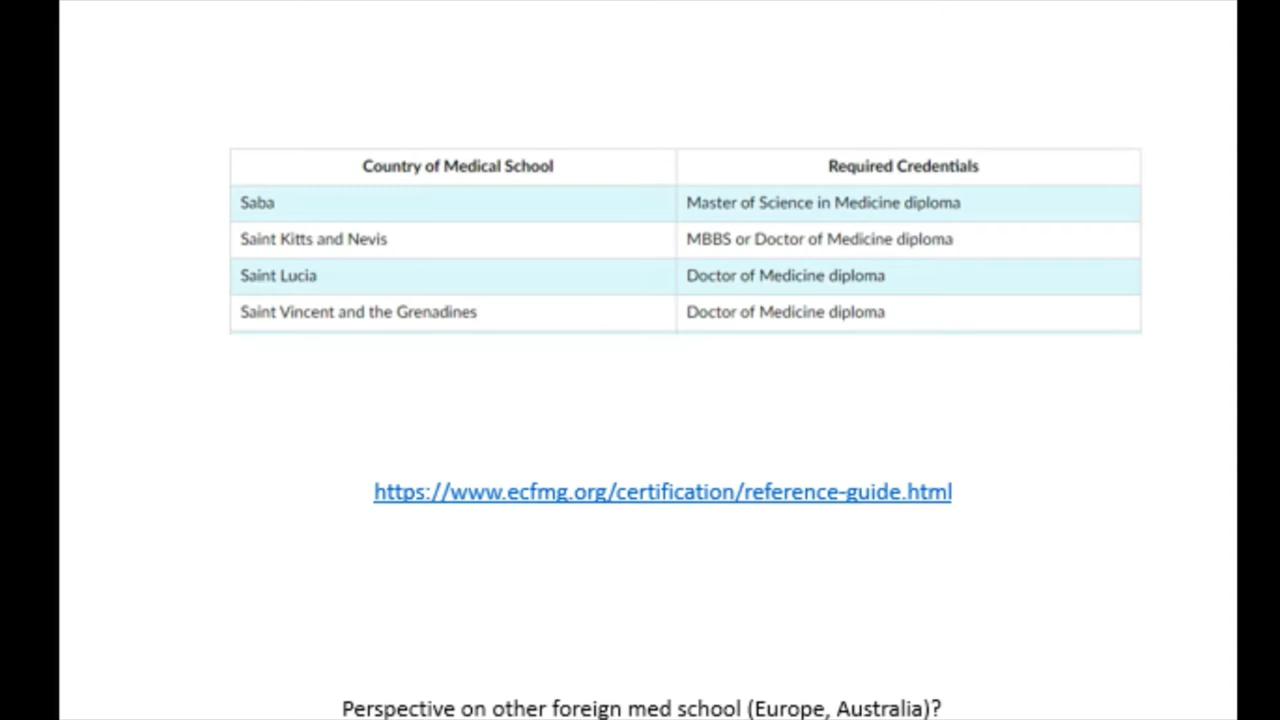 Country of Medical School Required Credentials
Saba Master of Science in Medicine diploma
Saint Kitts and Nevis MBBS or Doctor of Medicine diploma
Saint Lucia Doctor of Medicine diploma
Saint Vincent and the Grenadines Doctor of Medicine diploma
https://www.ecfmg.org/certification/reference-guide.html
Perspective on other foreign med school (Europe, Australia)?